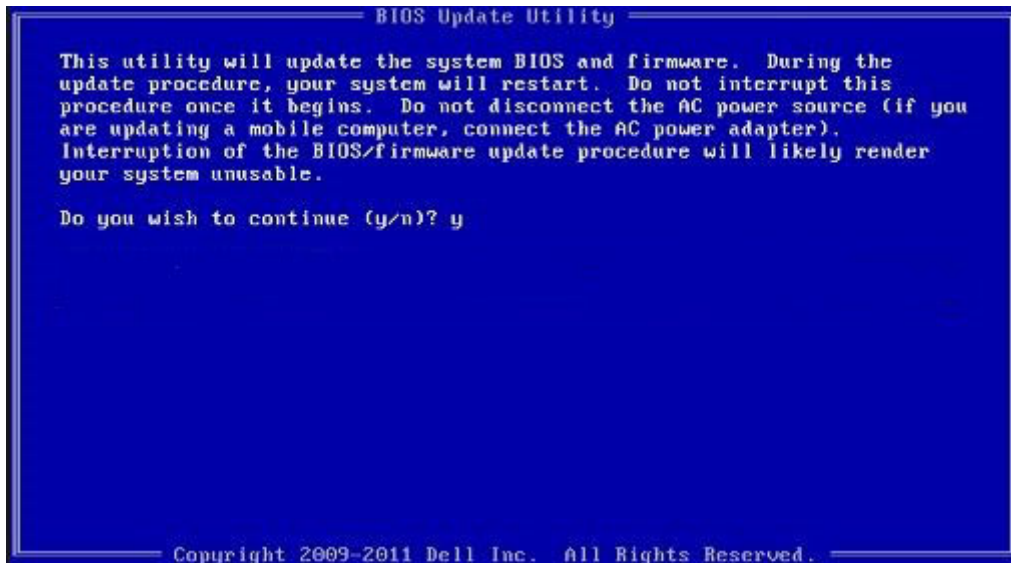 BIOS Update Utility
This utility will update the system BIOS and firmware.  During the
update procedure, your system will restart.  Do not interrupt this
procedure once it begins.  Do not disconnect the AC power source (if you
are updating a mobile computer, connect the AC power adapter).
Interruption of the BIOS/firmware update procedure will likely render
your system unusable.
Do you wish to continue (y/n)? y
Copyright 2009-2011 Dell Inc.  All Rights Reserved.